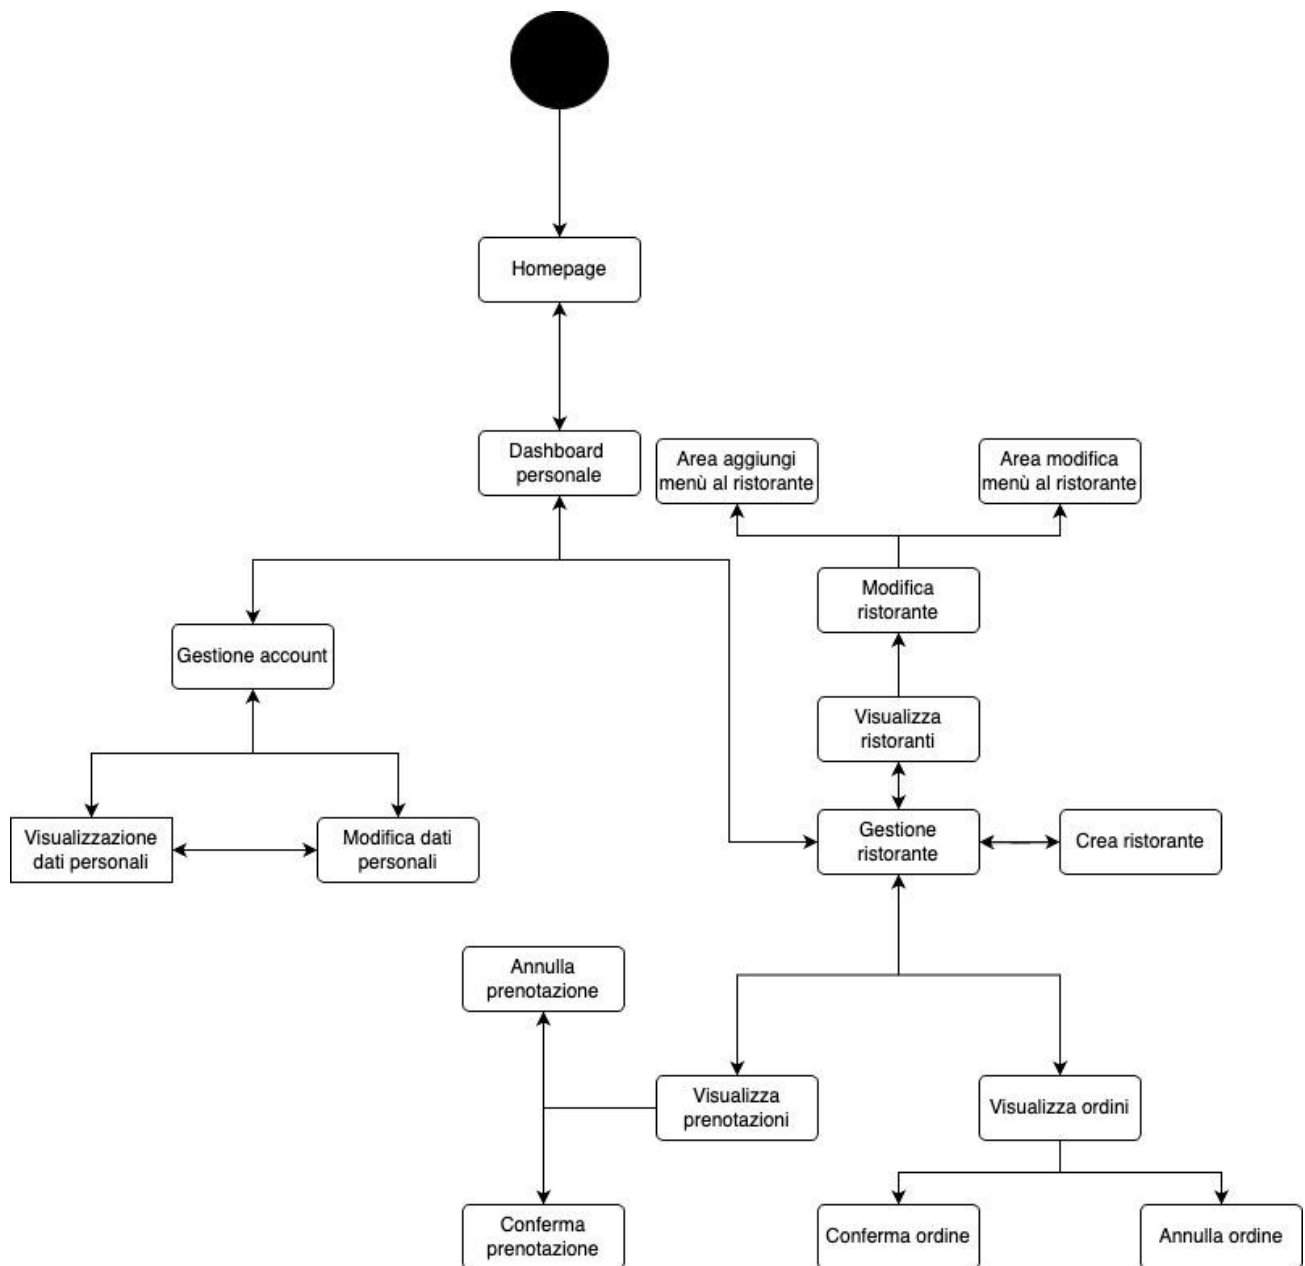 Homepage
Dashboard
personale
Area aggiungi
menù al ristorante
Area modifica
menù al ristorante
Modifica
ristorante
Gestione account
Visualizza
ristoranti
Visualizzazione
dati personali
Modifica dati
personali
Gestione
ristorante
Crea ristorante
Annulla
prenotazione
Visualizza
prenotazioni
Visualizza ordini
Conferma
prenotazione
Conferma ordine
Annulla ordine